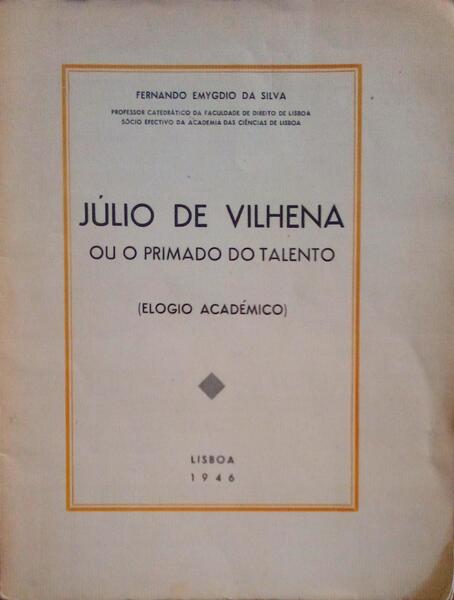 FERNANDO EMYGDIO DA SILVA
PROFESSOR CATEDRÁTICO DA FACULDADE DE DIREITO DE LISBOA
SÓCIO EFECTIVO DA ACADEMIA DAS CIÊNCIAS DE LISBOA
JÚLIO DE VILHENA
OU O PRIMADO DO TALENTO
(ELOGIO ACADÉMICO)
LISBOA
1946